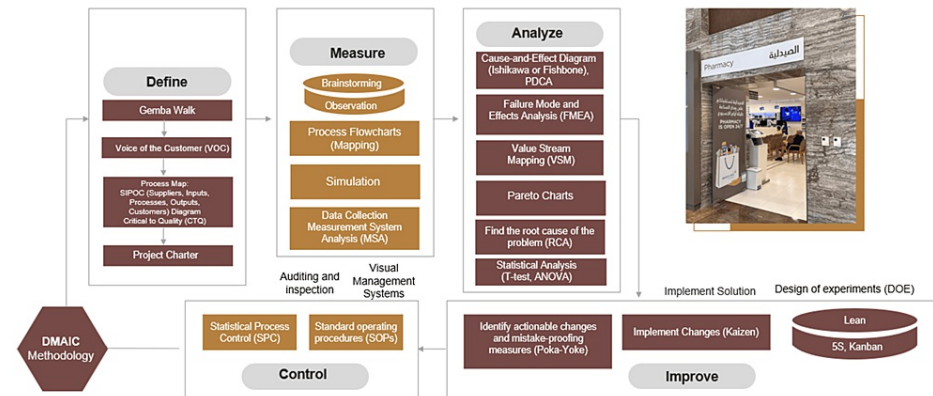 Define
Gemba Walk
Voice of the Customer (VOC)
Process Map:
SIPOC (Suppliers, Inputs,
Processes, Outputs,
Customers) Diagram
Critical to Quality (CTQ)
Project Charter
Measure
Brainstorming
Observation
Process Flowcharts
(Mapping)
Simulation
Data Collection
Measurement System
Analysis (MSA)
Analyze
Cause-and-Effect Diagram
(Ishikawa or Fishbone),
PDCA
Failure Mode and
Effects Analysis (FMEA)
Value Stream
Mapping (VSM)
Pareto Charts
Find the root cause of the
problem (RCA)
Statistical Analysis
(T-test, ANOVA)
الصيدلية
Pharmacy
PHARMACY
IS OPEN 24/7
DMAIC
Methodology
Auditing and
inspection
Visual
Management
Systems
Statistical Process
Control (SPC)
Standard operating
procedures (SOPs)
Control
Implement Solution
Design of experiments (DOE)
Identify actionable changes
and mistake-proofing
measures (Poka-Yoke)
Implement Changes (Kaizen)
Lean
5S, Kanban
Improve